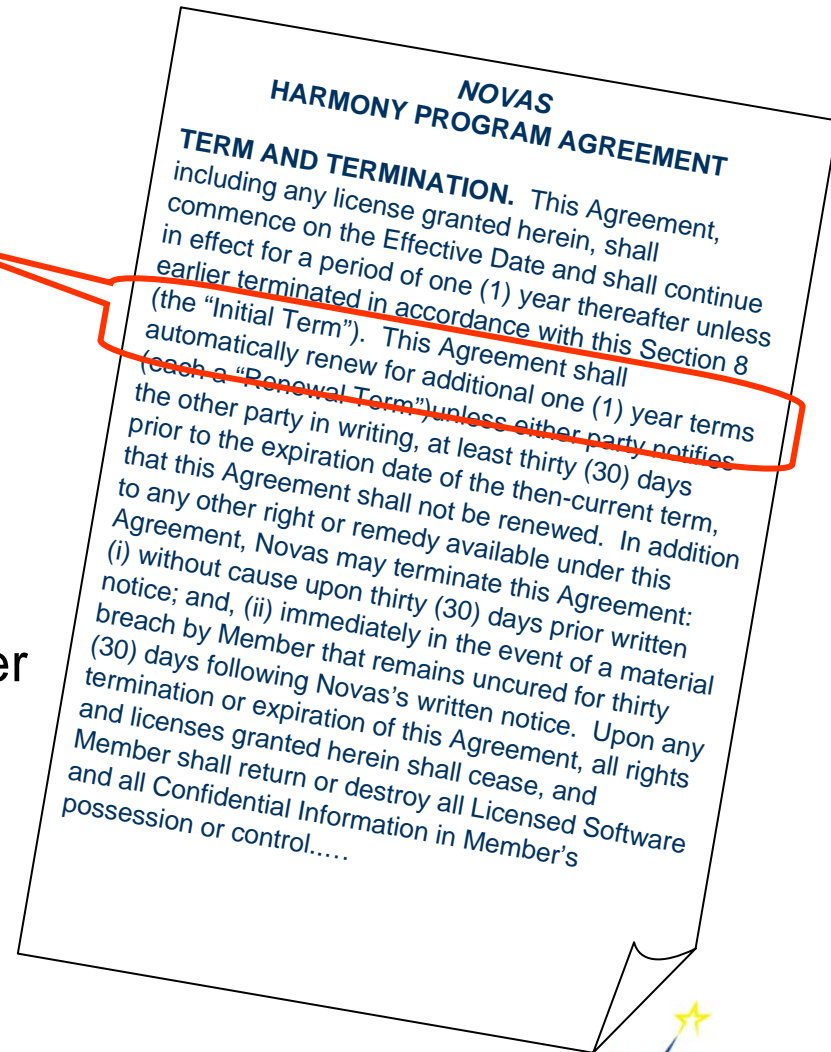 NOVAS
HARMONY PROGRAM AGREEMENT
TERM AND TERMINATION. This Agreement,
including any license granted herein, shall
commence on the Effective Date and shall continue
in effect for a period of one (1) year thereafter unless
earlier terminated in accordance with this Section 8
(the “Initial Term”). This Agreement shall
automatically renew for additional one (1) year terms
(each a “Renewal Term”)unless either party notifies
the other party in writing, at least thirty (30) days
prior to the expiration date of the then-current term,
that this Agreement shall not be renewed. In addition
to any other right or remedy available under this
Agreement, Novas may terminate this Agreement:
(i) without cause upon thirty (30) days prior written
notice; and, (ii) immediately in the event of a material
breach by Member that remains uncured for thirty
(30) days following Novas’s written notice. Upon any
termination or expiration of this Agreement, all rights
and licenses granted herein shall cease, and
Member shall return or destroy all Licensed Software
and all Confidential Information in Member’s
possession or control..…
er